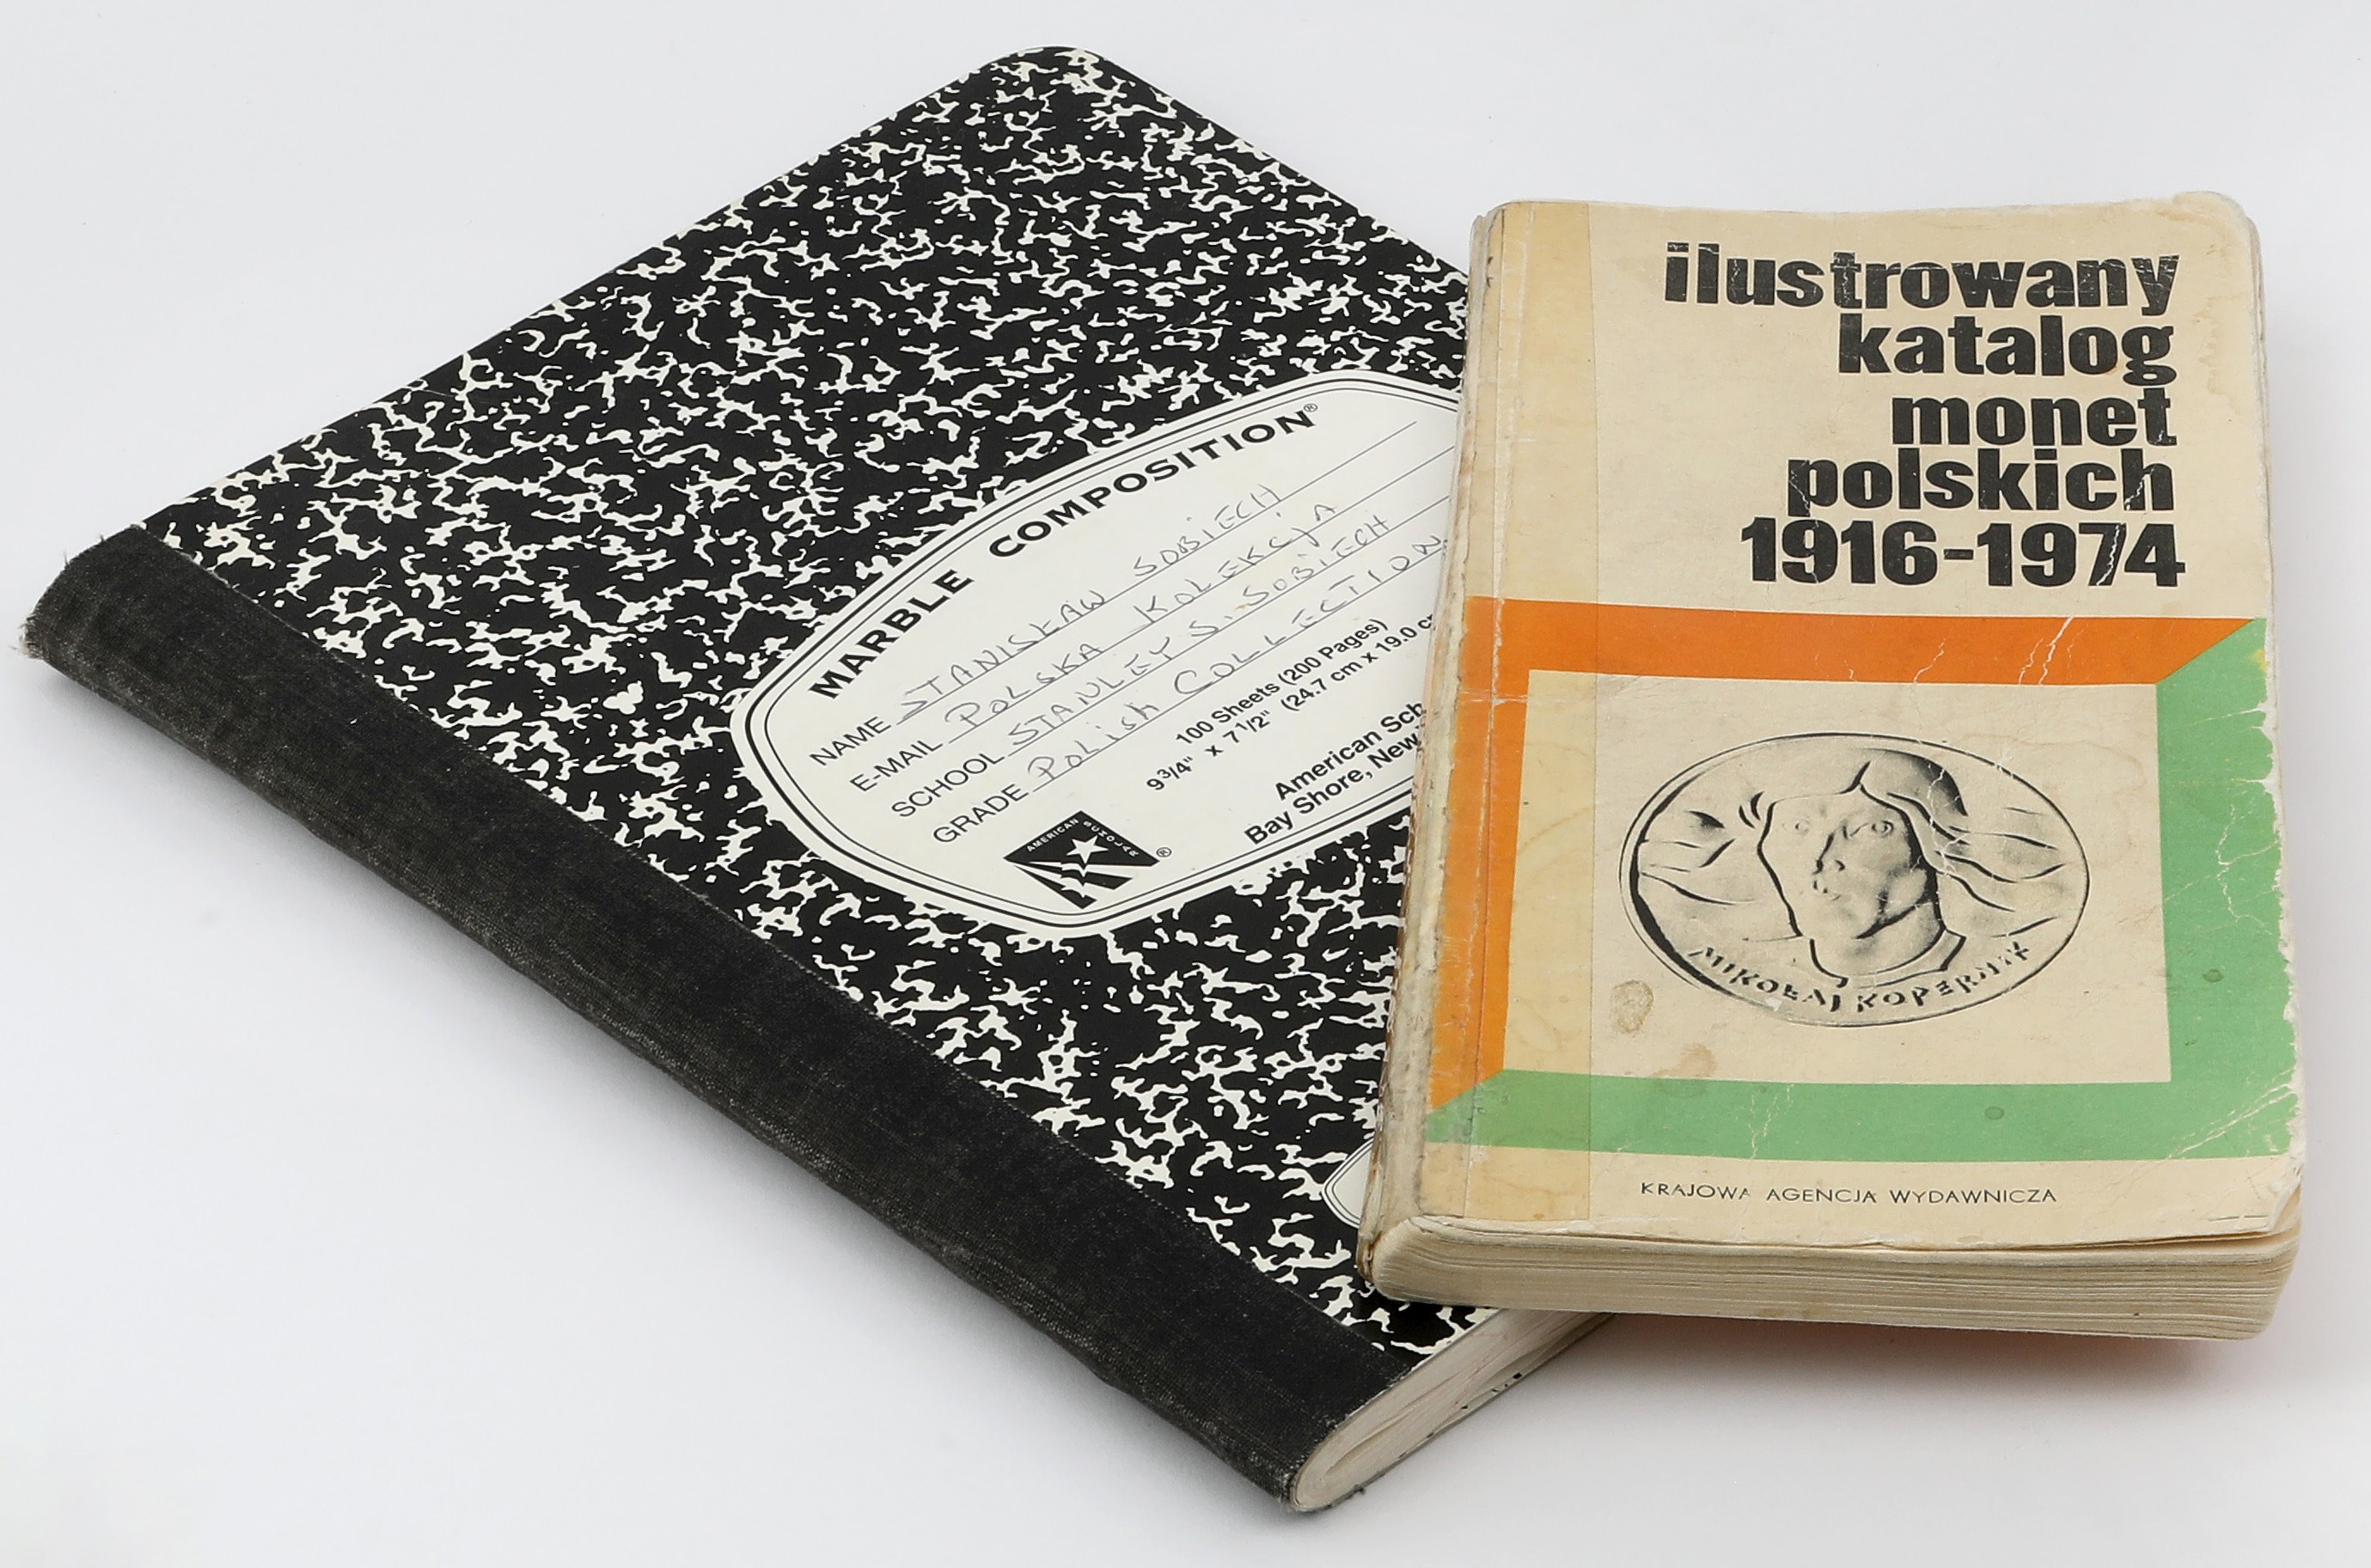 MARBLE COMPOSITION®
NAME STANISŁAW SOBIECH
E-MAIL POLSKA KOLEKCJA
SCHOOL STANLEY S. SOBIECH
GRADE Polish COLLECTION
100 Sheets (200 Pages)
9 3/4" x 7 1/2" (24.7 cm x 19.0 c
American Sch
Bay Shore, New
AMERICAN SCHOLAR ®
ilustrowany
katalog
monet
polskich
1916-1974
MIKOŁAJ KOPERNIK
KRAJOWA AGENCJA WYDAWNICZA